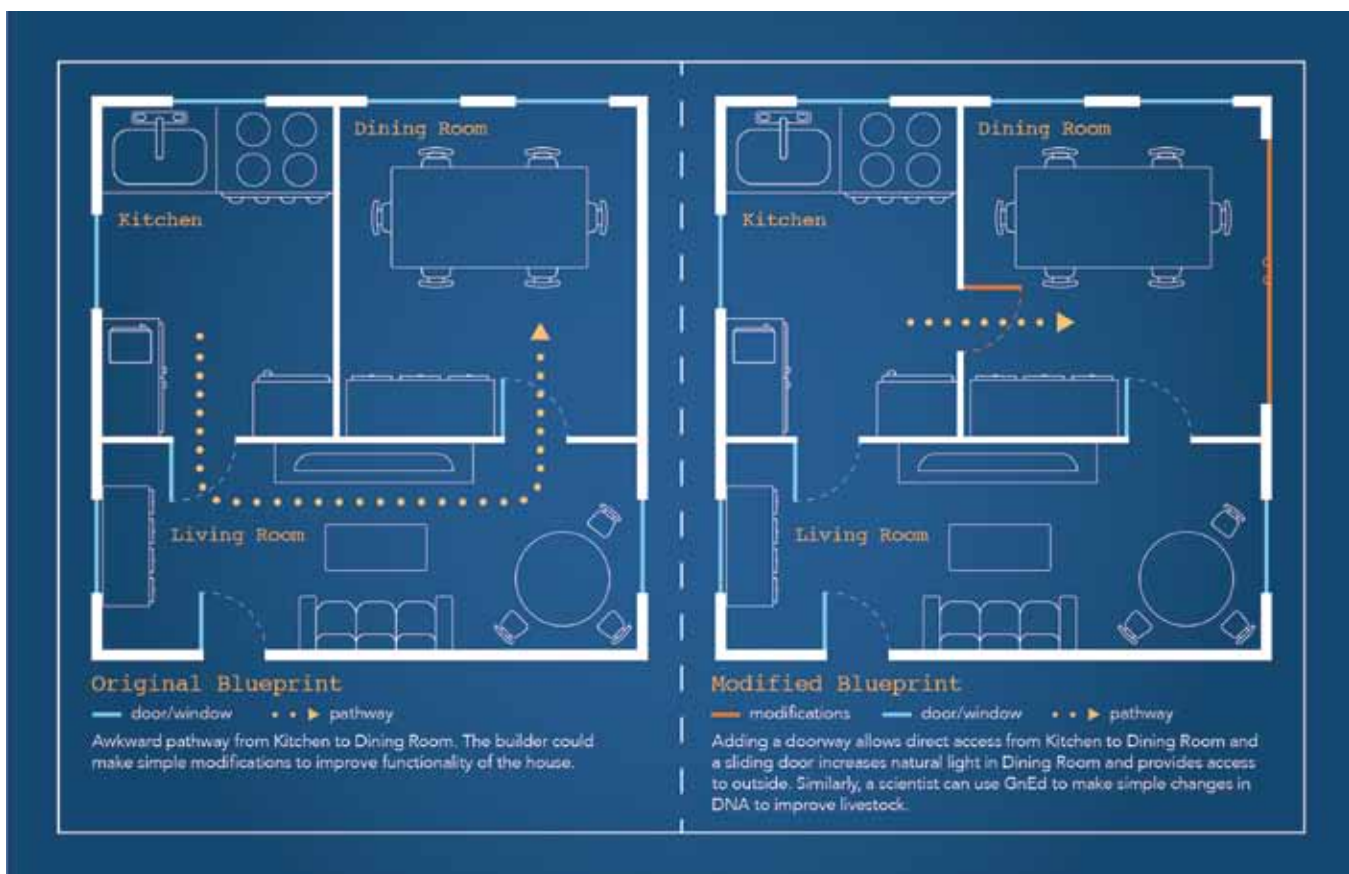 Dining Room
Kitchen
Living Room
Original Blueprint
door/window
pathway
Awkward pathway from Kitchen to Dining Room. The builder could
make simple modifications to improve functionality of the house.
Dining Room
Kitchen
Living Room
Modified Blueprint
modifications
door/window
pathway
Adding a doorway allows direct access from Kitchen to Dining Room and
a sliding door increases natural light in Dining Room and provides access
to outside. Similarly, a scientist can use GnEd to make simple changes in
DNA to improve livestock.